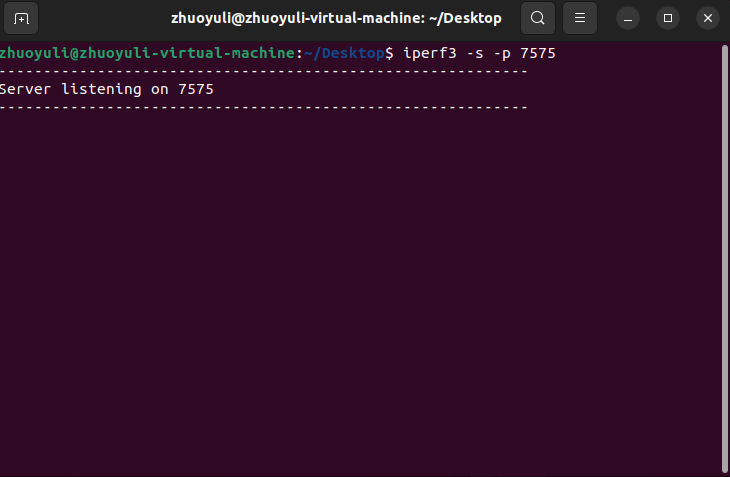 zhuoyuli@zhuoyuli-virtual-machine: ~/Desktop
zhuoyuli@zhuoyuli-virtual-machine:~/Desktop$ iperf3 -s -p 7575
-----------------------------------------------------------
Server listening on 7575
-----------------------------------------------------------